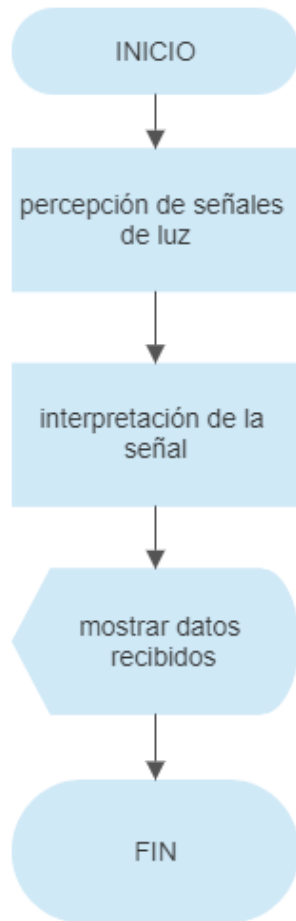 INICIO
percepción de señales
de luz
interpretación de la
señal
mostrar datos
recibidos
FIN